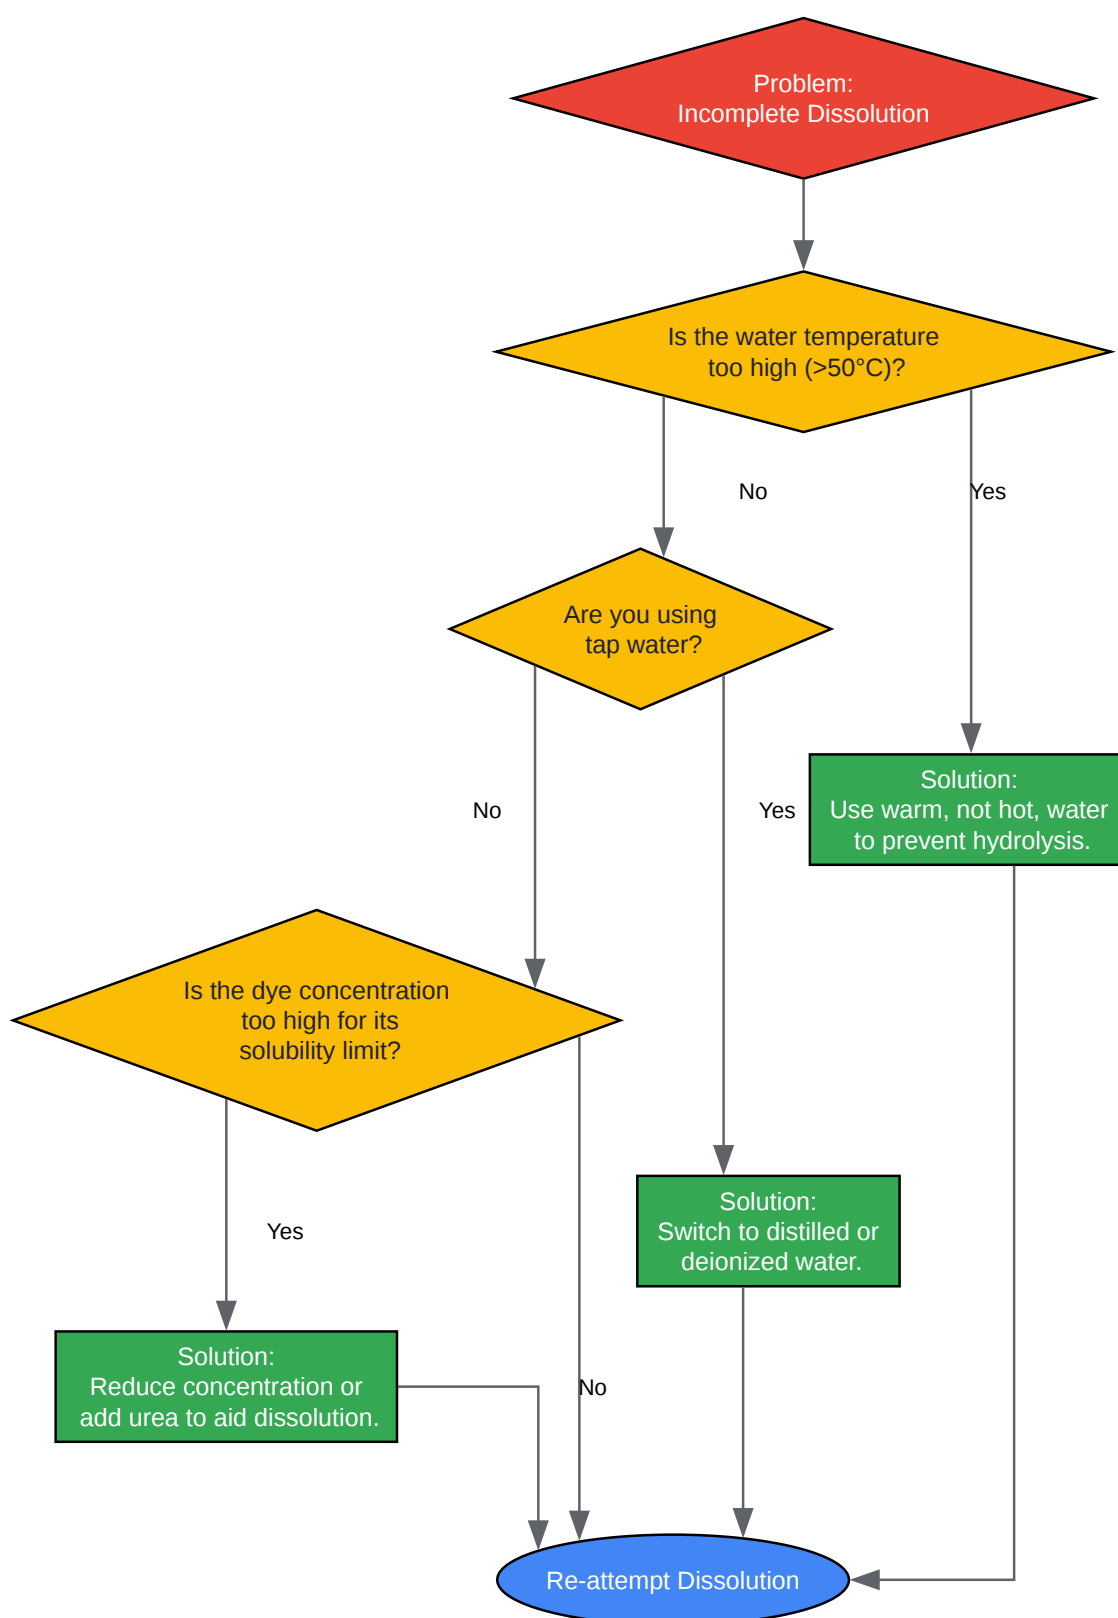 Problem:
Incomplete Dissolution
Is the water temperature
too high (>50°C)?
No
Yes
Are you using
tap water?
Solution:
Use warm, not hot, water
to prevent hydrolysis.
No
Yes
Is the dye concentration
too high for its
solubility limit?
Solution:
Switch to distilled or
deionized water.
Yes
Solution:
Reduce concentration or
add urea to aid dissolution.
No
Re-attempt Dissolution